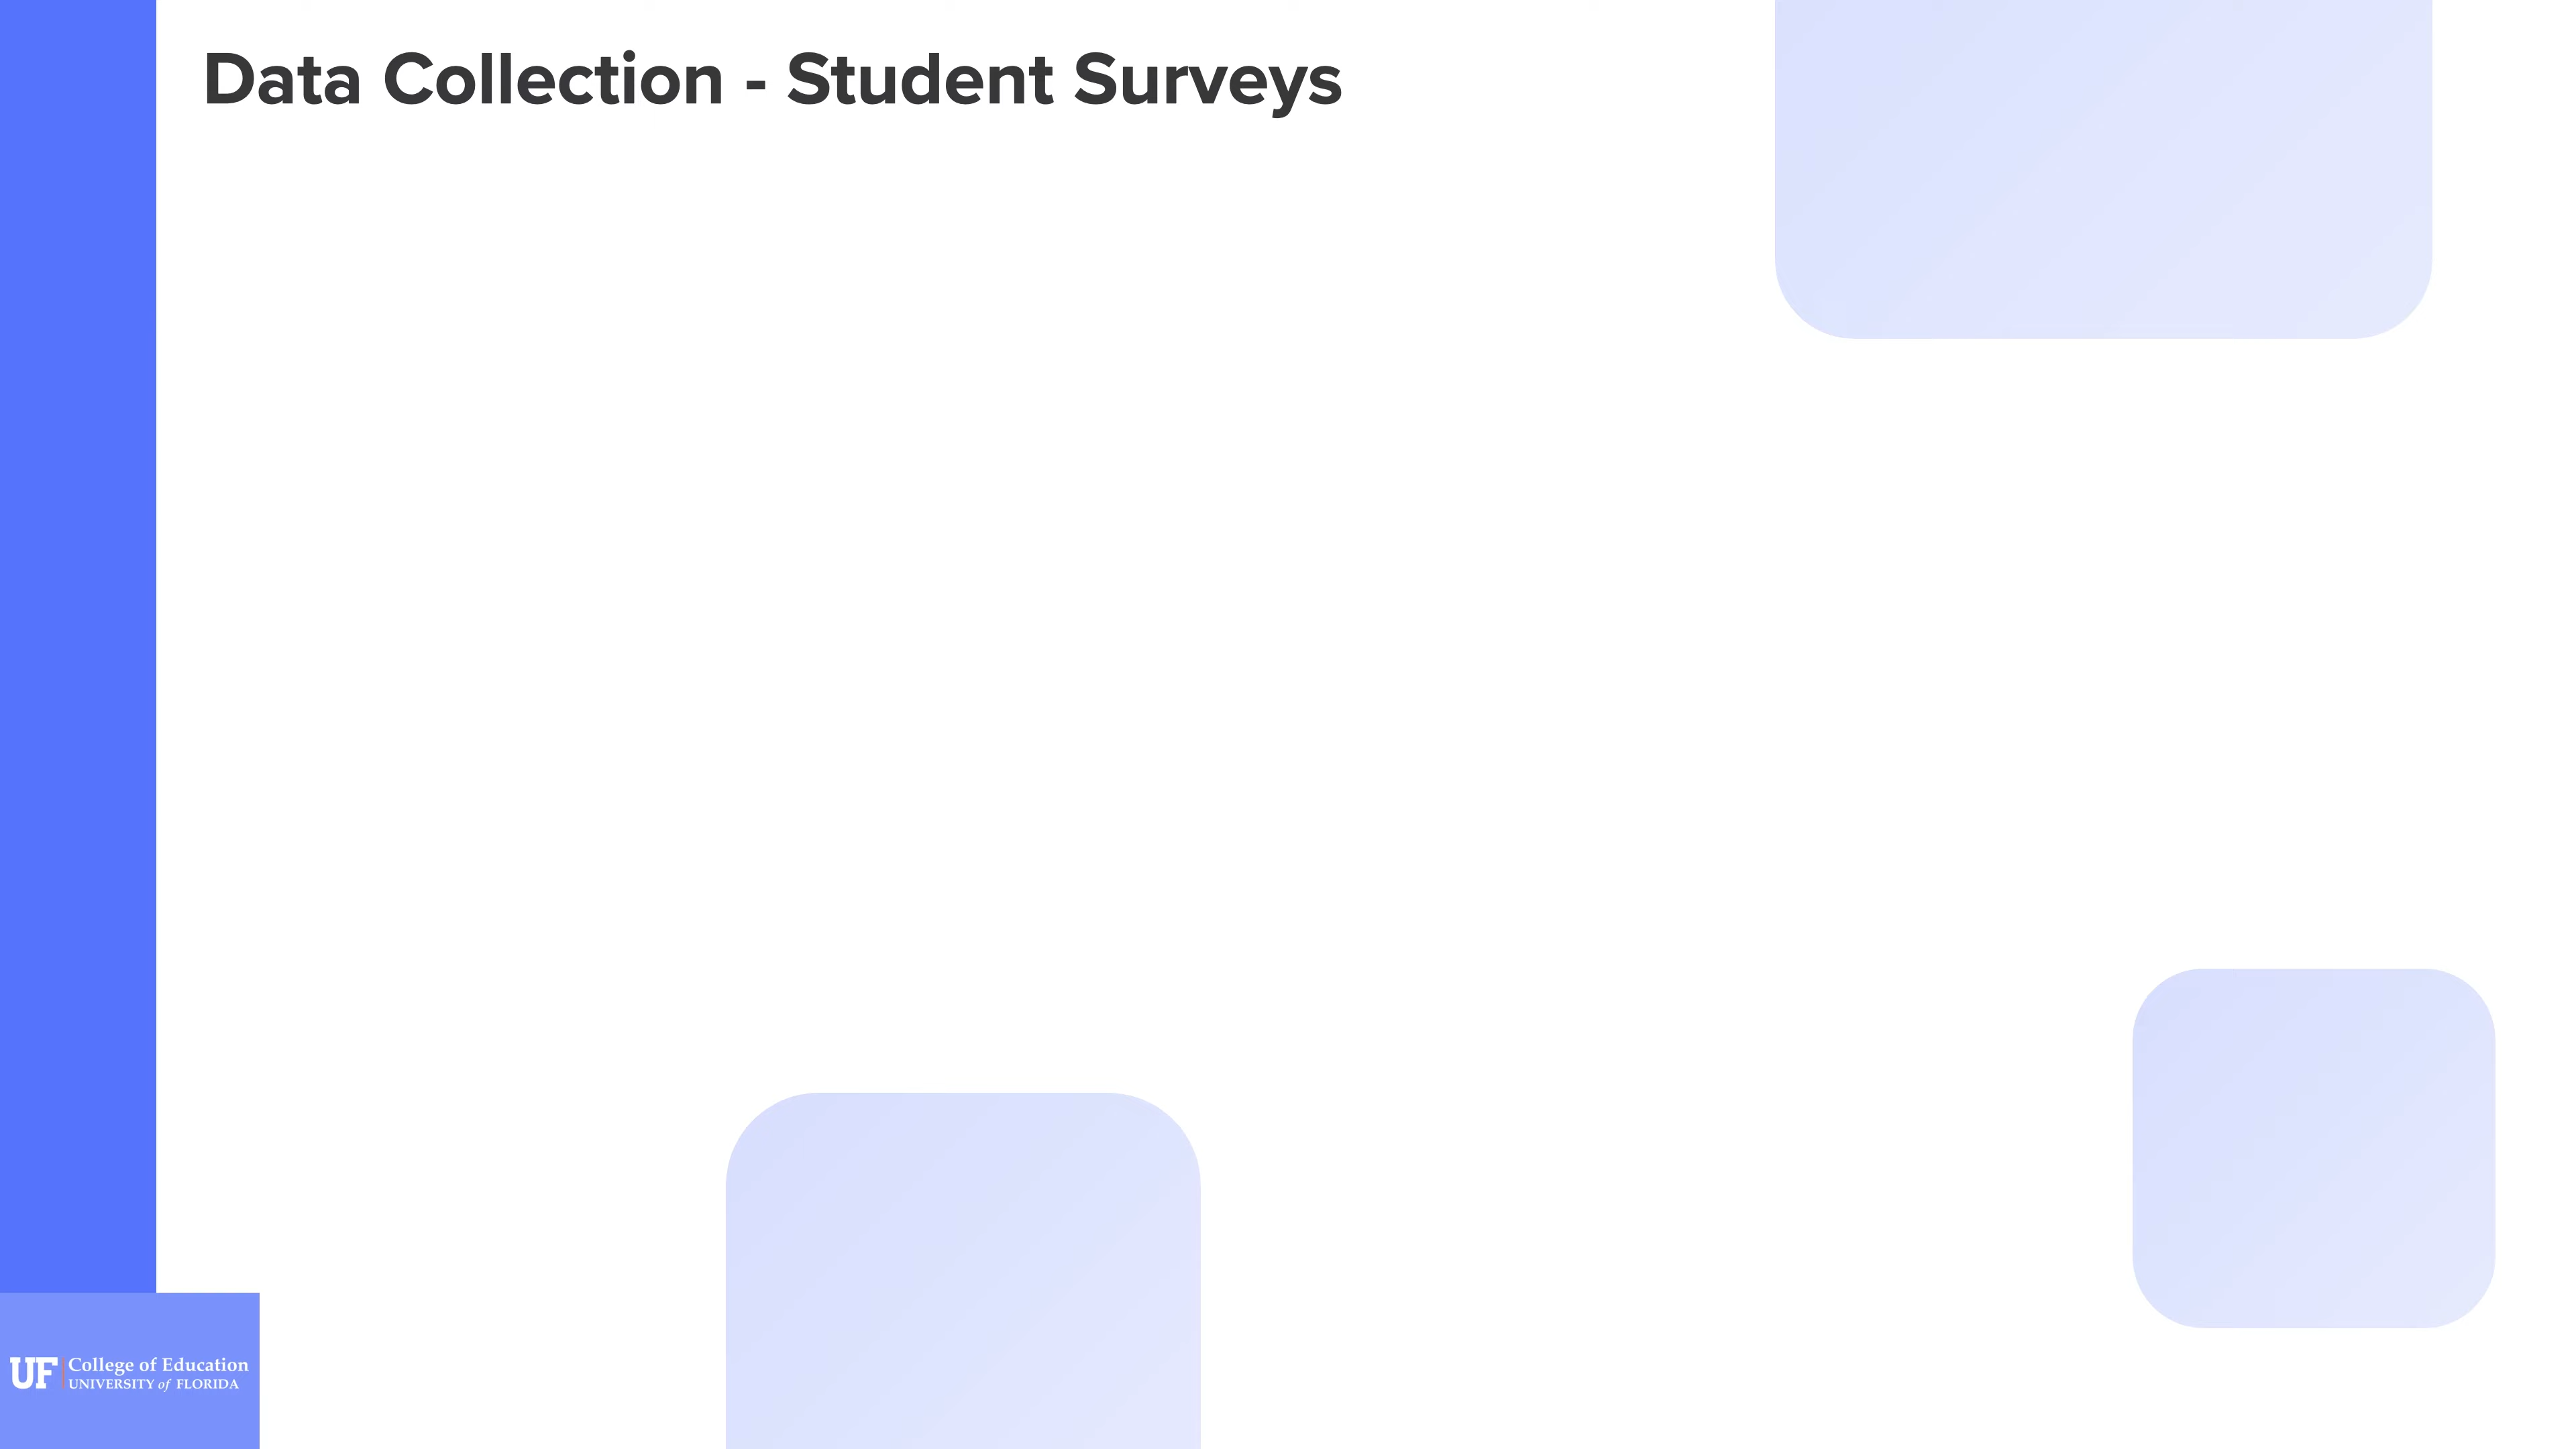 Data Collection - Student Surveys
UF College of Education
UNIVERSITY of FLORIDA